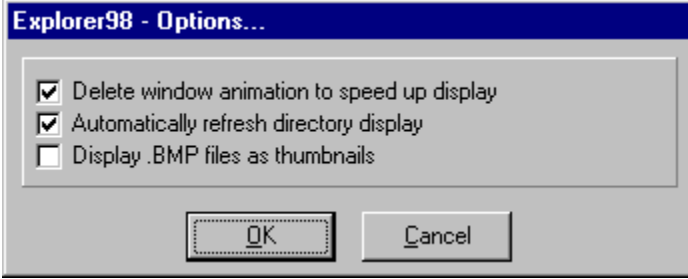 Explorer98 - Options...
Delete window animation to speed up display
Automatically refresh directory display
Display .BMP files as thumbnails
OK
Cancel